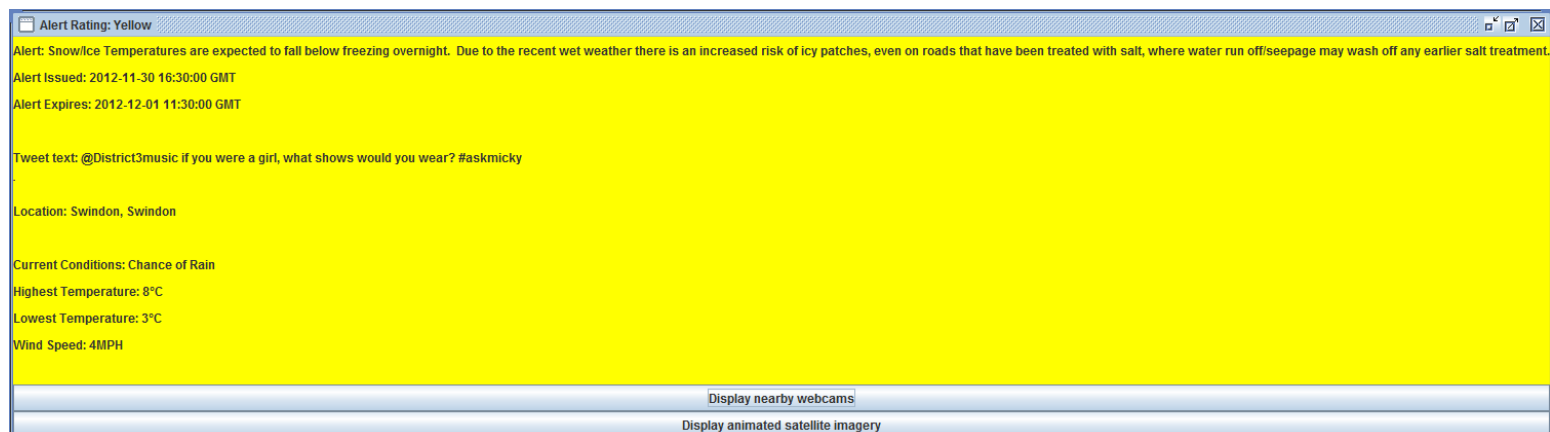 Alert Rating: Yellow
Alert: Snow/Ice Temperatures are expected to fall below freezing overnight.  Due to the recent wet weather there is an increased risk of icy patches, even on roads that have been treated with salt, where water run off/seepage may wash off any earlier salt treatment.
Alert Issued: 2012-11-30 16:30:00 GMT
Alert Expires: 2012-12-01 11:30:00 GMT
Tweet text: @District3music if you were a girl, what shows would you wear? #askmicky
.
Location: Swindon, Swindon
Current Conditions: Chance of Rain
Highest Temperature: 8°C
Lowest Temperature: 3°C
Wind Speed: 4MPH
Display nearby webcams
Display animated satellite imagery